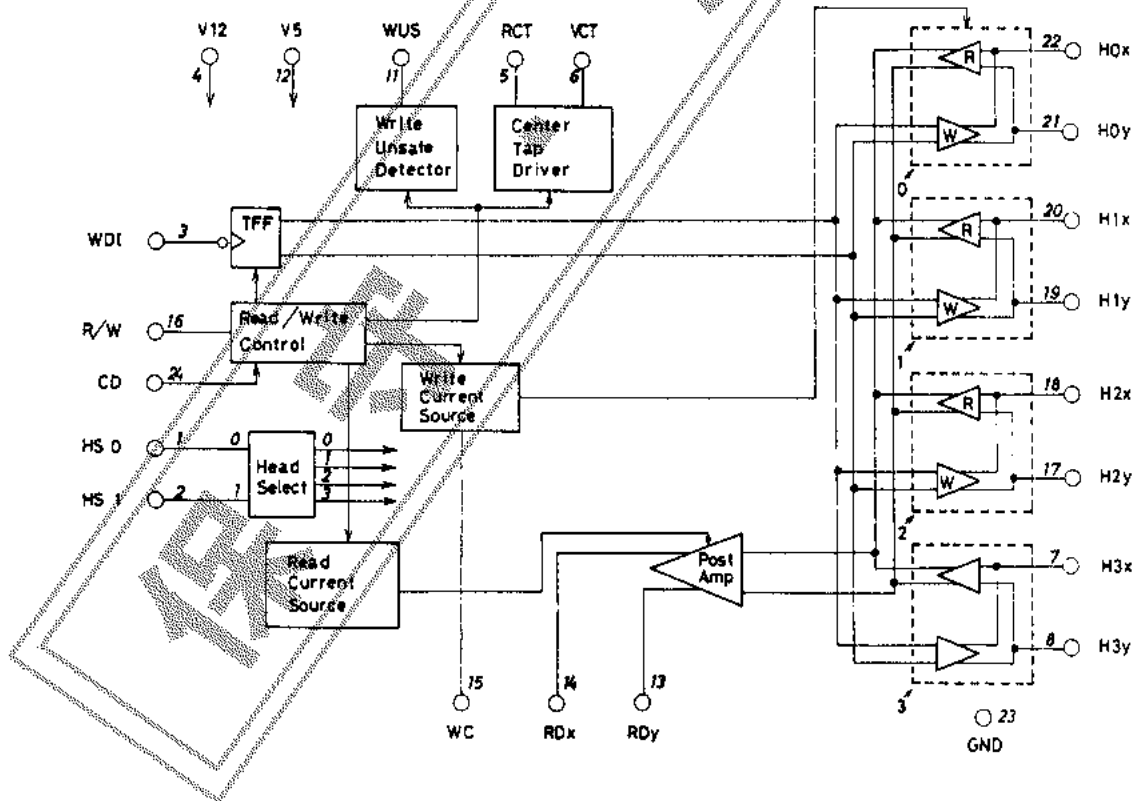 V12 V5 WUS RCT VCT
4 12 11 5 6
22 H0x
R
Write Unsafe Detector
Center Tap Driver
W
21 H0y
0
WDI 3 TFF
R
20 H1x
W
19 H1y
1
R/W 16 Read/Write Control
CD 24
Write Current Source
R
18 H2x
W
17 H2y
2
HS 0 1 0 Head Select 0
1
2
HS 1 2 1 3
Read Current Source
Post Amp
7 H3x
8 H3y
3
15 14 13
WC RDx RDy
23
GND